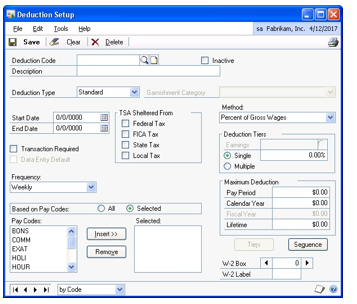 Deduction Setup
File Edit Tools Help sa Fabrikam, Inc. 4/12/2017
Save Clear Delete
Deduction Code Inactive
Description
Deduction Type Standard Garnishment Category
Start Date 0/0/0000
End Date 0/0/0000
Transaction Required
Data Entry Default
TSA Sheltered From
Federal Tax
FICA Tax
State Tax
Local Tax
Method:
Percent of Gross Wages
Deduction Tiers
Earnings
Single 0.00%
Multiple
Frequency:
Weekly
Maximum Deduction
Pay Period $0.00
Calendar Year $0.00
Fiscal Year $0.00
Lifetime $0.00
Based on Pay Codes: All Selected
Pay Codes: Selected:
BONS
COMM
EXAT
HOLI
HOUR
Insert >>
Remove
Tiers Sequence
W-2 Box 0
W-2 Label
by Code